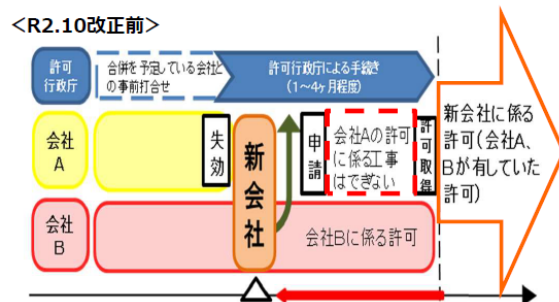 <R2.10改正前>
許可
行政庁
合併を予定している会社と
の事前打合せ
許可行政庁による手続き
(1～4ヶ月程度)
会社
A
失効
新会社
申請
会社Aの許可
に係る工事
はできない
許可取得
新会社に係る
許可(会社A、
Bが有していた
許可)
会社
B
会社Bに係る許可